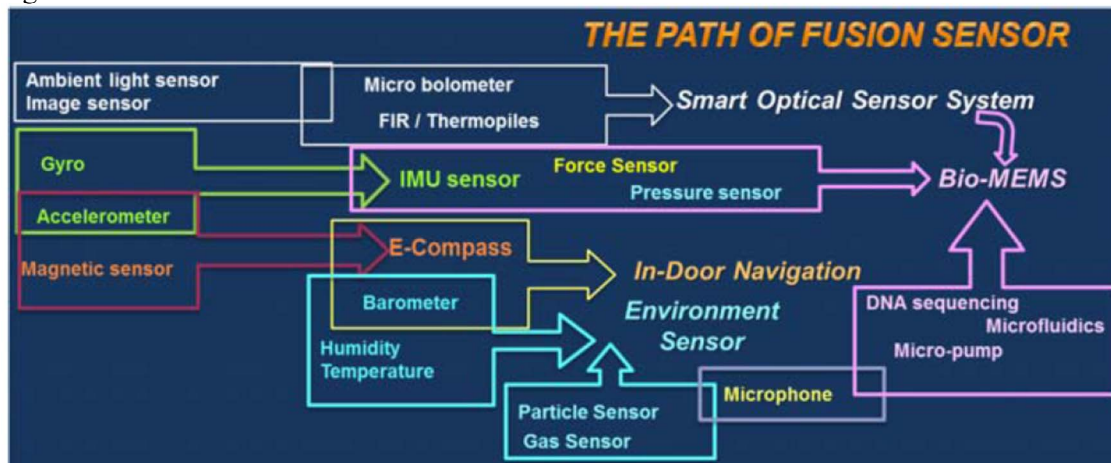 THE PATH OF FUSION SENSOR
Ambient light sensor
Image sensor
Micro bolometer
FIR / Thermopiles
Smart Optical Sensor System
Gyro
IMU sensor
Force Sensor
Pressure sensor
Bio-MEMS
Accelerometer
Magnetic sensor
E-Compass
In-Door Navigation
Barometer
Environment
Sensor
Humidity
Temperature
DNA sequencing
Microfluidics
Micro-pump
Particle Sensor
Gas Sensor
Microphone